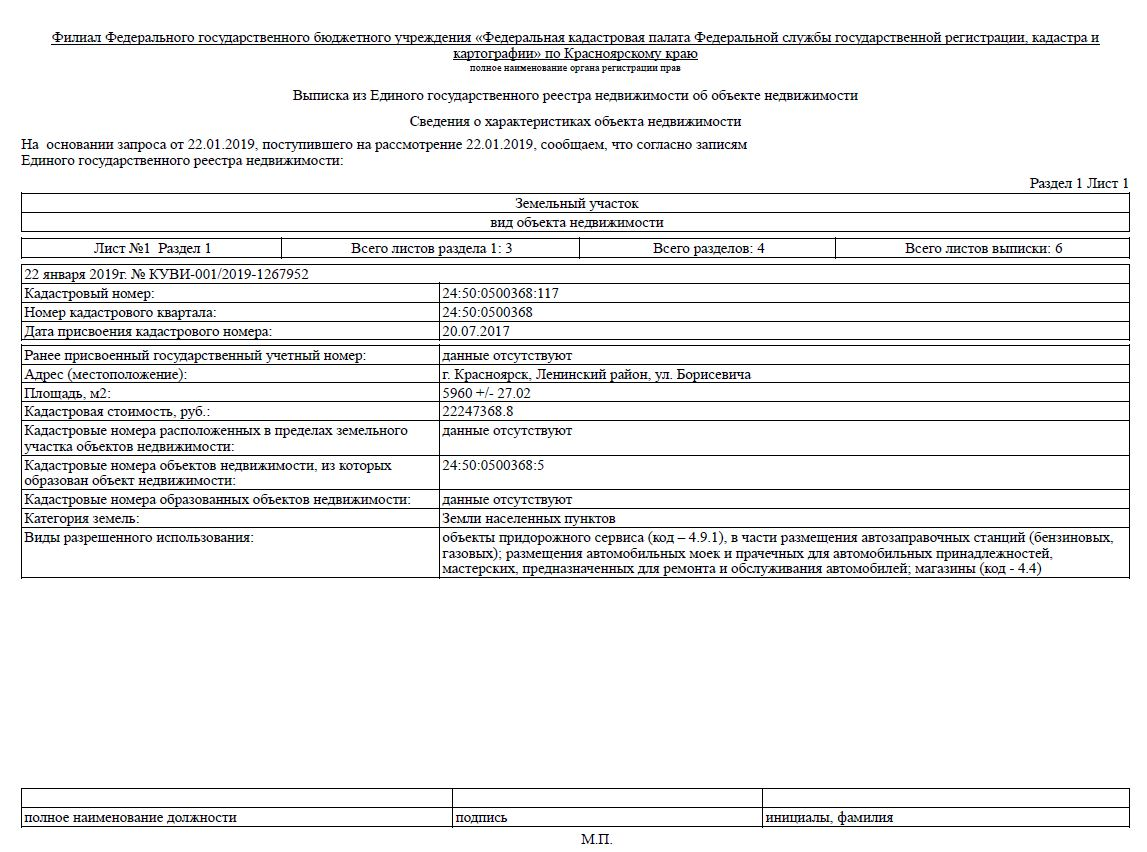 Филиал Федерального государственного бюджетного учреждения «Федеральная кадастровая палата Федеральной службы государственной регистрации, кадастра и
картографии» по Красноярскому краю
полное наименование органа регистрации прав
Выписка из Единого государственного реестра недвижимости об объекте недвижимости
Сведения о характеристиках объекта недвижимости
На основании запроса от 22.01.2019, поступившего на рассмотрение 22.01.2019, сообщаем, что согласно записям
Единого государственного реестра недвижимости:
Раздел 1 Лист 1
Земельный участок
вид объекта недвижимости
Лист №1 Раздел 1 Всего листов раздела 1: 3 Всего разделов: 4 Всего листов выписки: 6
22 января 2019г. № КУВИ-001/2019-1267952
Кадастровый номер: 24:50:0500368:117
Номер кадастрового квартала: 24:50:0500368
Дата присвоения кадастрового номера: 20.07.2017
Ранее присвоенный государственный учетный номер: данные отсутствуют
Адрес (местоположение): г. Красноярск, Ленинский район, ул. Борисевича
Площадь, м2: 5960 +/- 27.02
Кадастровая стоимость, руб.: 22247368.8
Кадастровые номера расположенных в пределах земельного данные отсутствуют
участка объектов недвижимости:
Кадастровые номера объектов недвижимости, из которых 24:50:0500368:5
образован объект недвижимости:
Кадастровые номера образованных объектов недвижимости: данные отсутствуют
Категория земель: Земли населенных пунктов
Виды разрешенного использования: объекты придорожного сервиса (код – 4.9.1), в части размещения автозаправочных станций (бензиновых,
газовых); размещения автомобильных моек и прачечных для автомобильных принадлежностей,
мастерских, предназначенных для ремонта и обслуживания автомобилей; магазины (код - 4.4)
полное наименование должности подпись инициалы, фамилия
М.П.